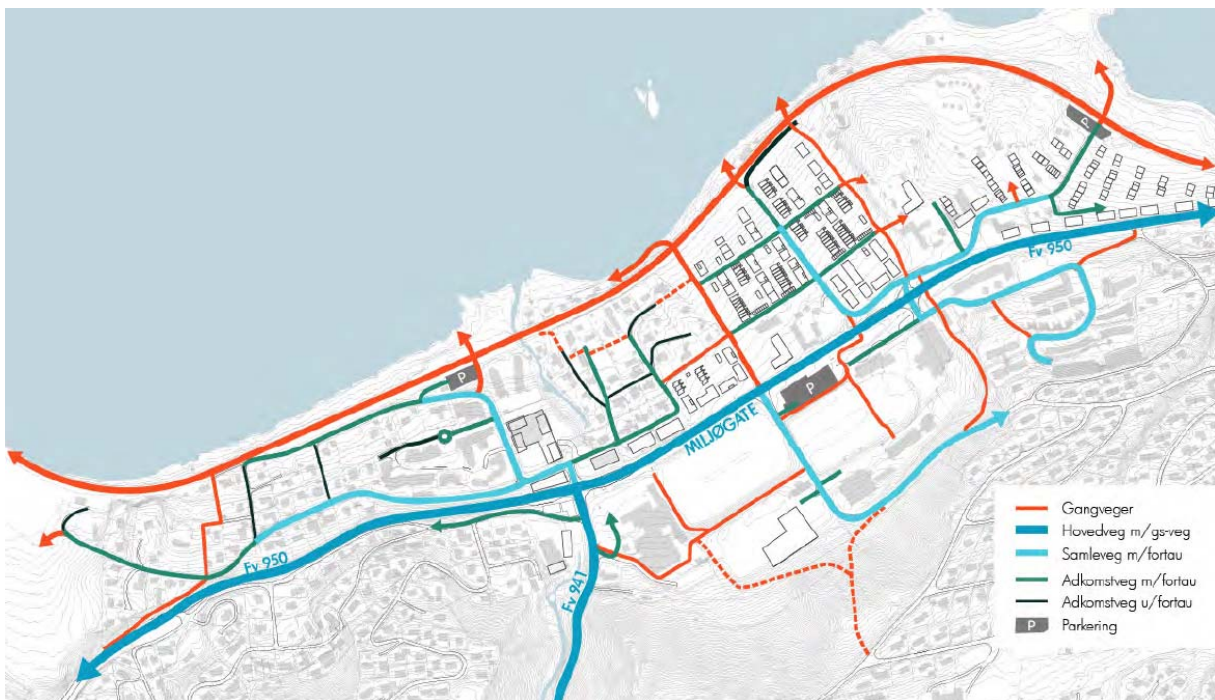 P
Fv 950
P
MILJØGATE
P
Fv 950
Fv 941
Gangveger
Hovedveg m/gs-veg
Samleveg m/fortau
Adkomstveg m/fortau
Adkomstveg u/fortau
P Parkering